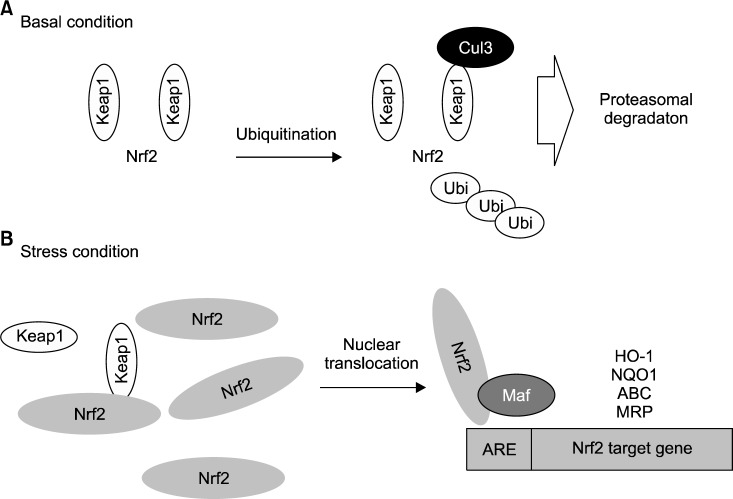 A
Basal condition
Keap1
Keap1
Nrf2
Ubiquitination
Keap1
Cul3
Keap1
Nrf2
Ubi
Ubi
Ubi
Proteasomal
degradaton
B
Stress condition
Keap1
Keap1
Nrf2
Nrf2
Nrf2
Nrf2
Nuclear
translocation
Nrf2
Maf
HO-1
NQO1
ABC
MRP
ARE
Nrf2 target gene